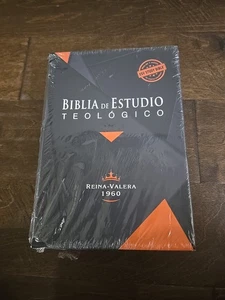 BIBLIA DE ESTUDIO
TEOLÓGICO
REINA-VALERA
1960